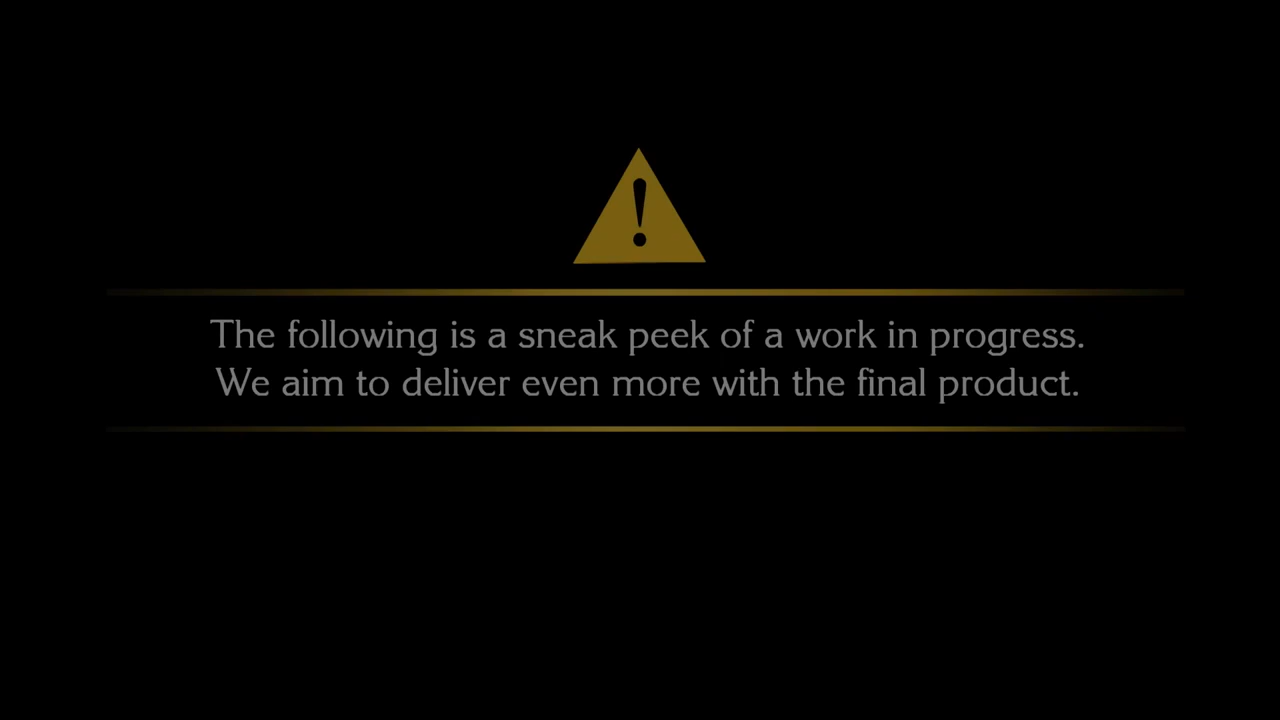 The following is a sneak peek of a work in progress.
We aim to deliver even more with the final product.